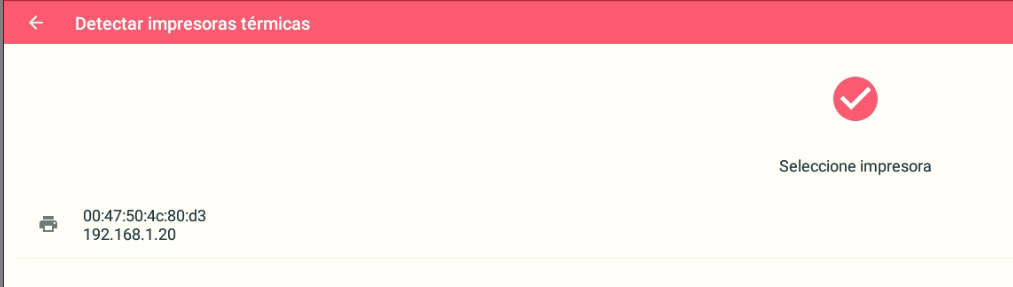 Detectar impresoras térmicas
Seleccione impresora
00:47:50:4c:80:d3
192.168.1.20